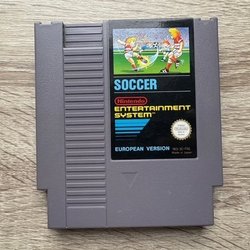 SOCCER
Nintendo
ENTERTAINMENT
SYSTEM
EUROPEAN VERSION